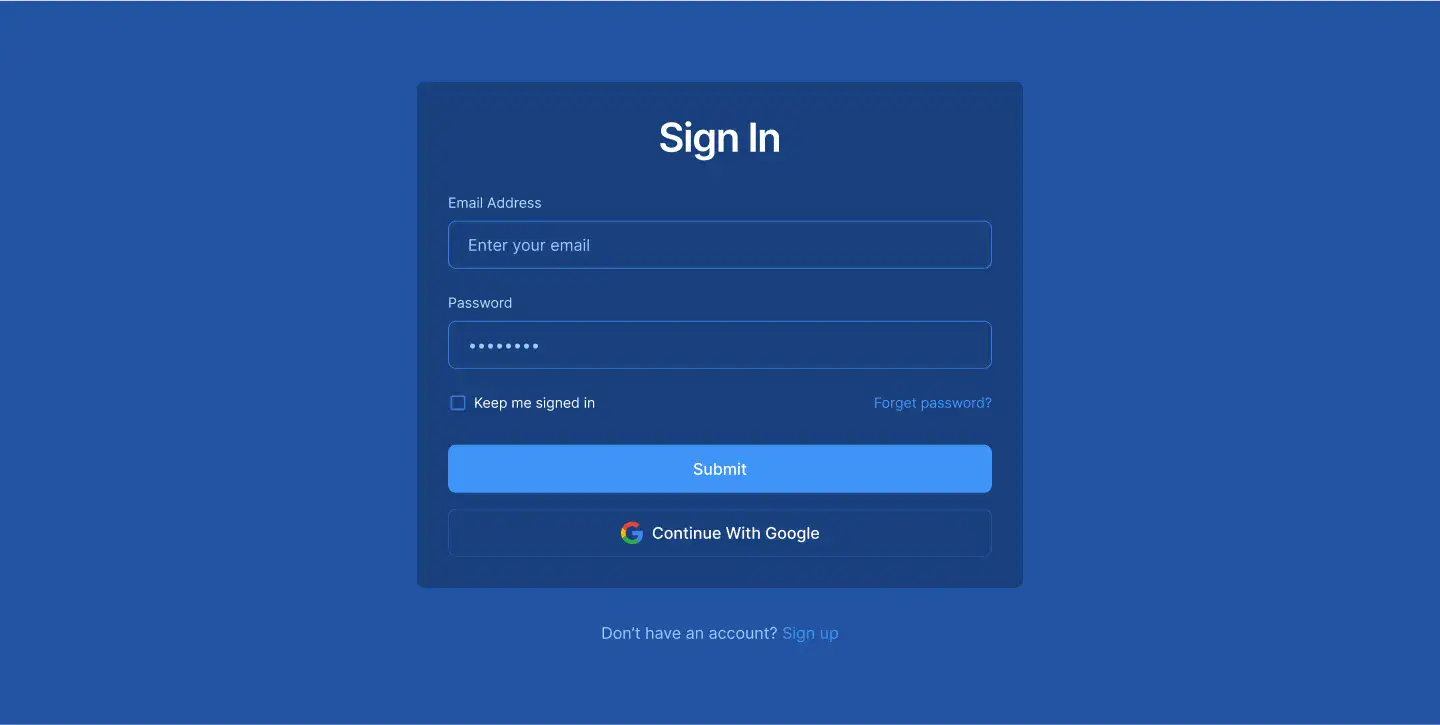 Sign In
Email Address
Enter your email
Password
••••••••
Keep me signed in
Forget password?
Submit
Continue With Google
Don’t have an account? Sign up